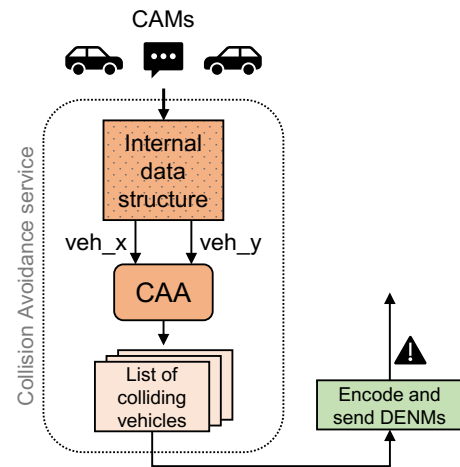 CAMs
Collision Avoidance service
Internal
data
structure
veh_x
veh_y
CAA
List of
colliding
vehicles
Encode and
send DENMs